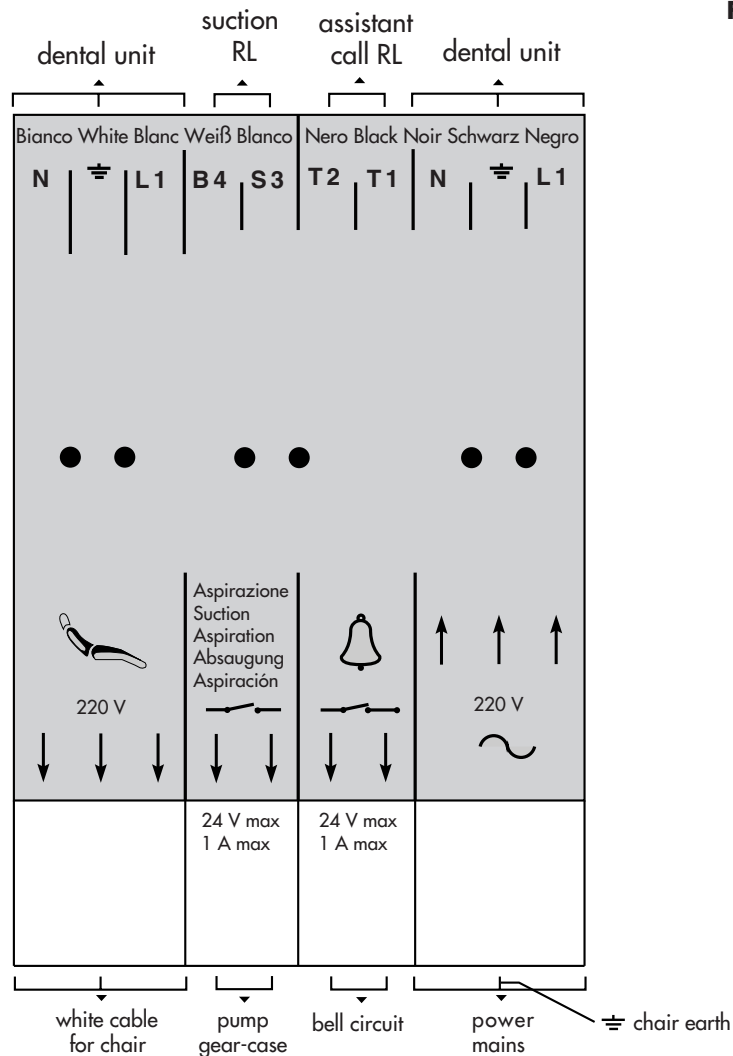 suction
assistant
dental unit
RL
call RL
dental unit
Bianco White Blanc Weiß Blanco
Nero Black Noir Schwarz Negro
N
L1
B4
S3
T2
T1
N
L1
Aspirazione
Suction
Aspiration
Absaugung
Aspiración
220 V
220 V
24 V max
1 A max
24 V max
1 A max
white cable
for chair
pump
gear-case
bell circuit
power
mains
chair earth